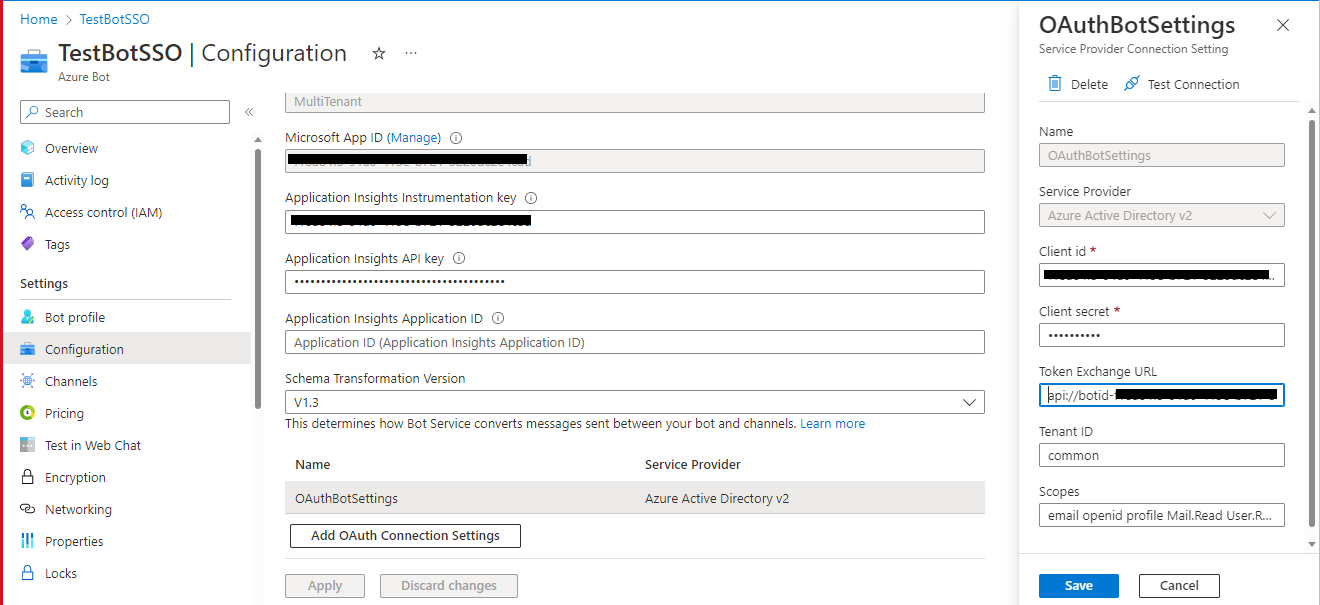 Home > TestBotSSO
TestBotSSO | Configuration
Azure Bot
Search
Overview
Activity log
Access control (IAM)
Tags
Settings
Bot profile
Configuration
Channels
Pricing
Test in Web Chat
Encryption
Networking
Properties
Locks
MultiTenant
Microsoft App ID (Manage)
Application Insights Instrumentation key
Application Insights API key
••••••••••••••••••••••••••••••••••••••••
Application Insights Application ID
Application ID (Application Insights Application ID)
Schema Transformation Version
V1.3
This determines how Bot Service converts messages sent between your bot and channels. Learn more
Name Service Provider
OAuthBotSettings Azure Active Directory v2
Add OAuth Connection Settings
Apply Discard changes
OAuthBotSettings
Service Provider Connection Setting
Delete Test Connection
Name
OAuthBotSettings
Service Provider
Azure Active Directory v2
Client id *
Client secret *
••••••••••
Token Exchange URL
api://botid-
Tenant ID
common
Scopes
email openid profile Mail.Read User.R...
Save Cancel